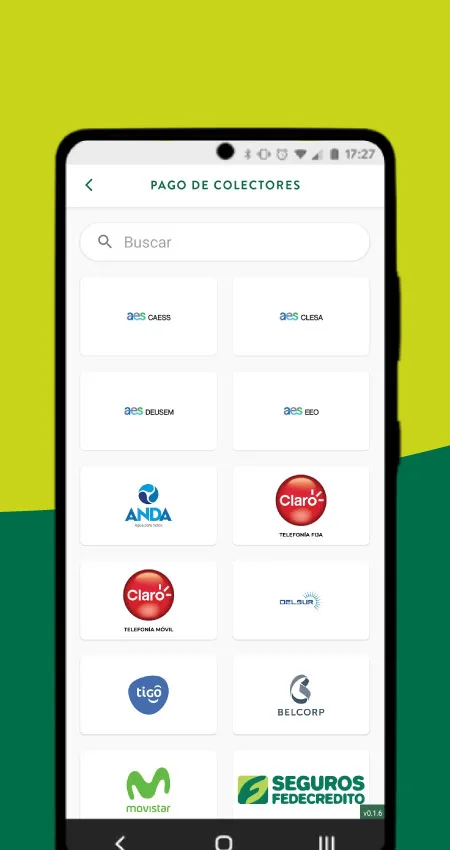 17:27
PAGO DE COLECTORES
Buscar
aes CAESS
aes CLESA
aes DEUSEM
aes EEO
ANDA
Claro
TELEFONÍA FIJA
Claro
TELEFONÍA MÓVIL
DELSUR
tigo
BELCORP
movistar
SEGUROS
FEDECREDITO
v0.1.6